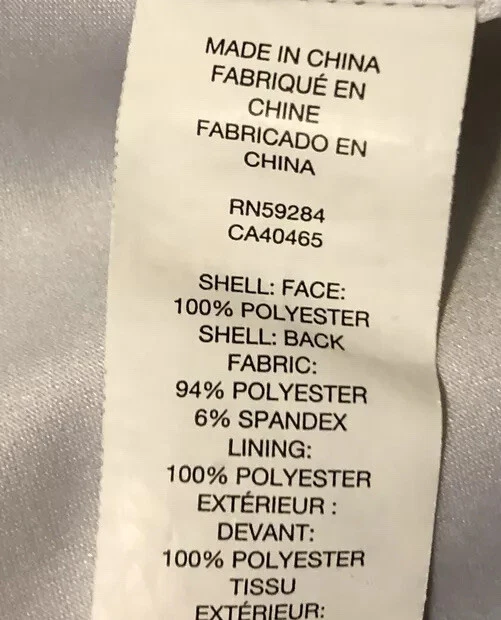 MADE IN CHINA
FABRIQUÉ EN
CHINE
FABRICADO EN
CHINA
RN59284
CA40465
SHELL: FACE:
100% POLYESTER
SHELL: BACK
FABRIC:
94% POLYESTER
6% SPANDEX
LINING:
100% POLYESTER
EXTÉRIEUR :
DEVANT:
100% POLYESTER
TISSU
EXTÉRIEUR: